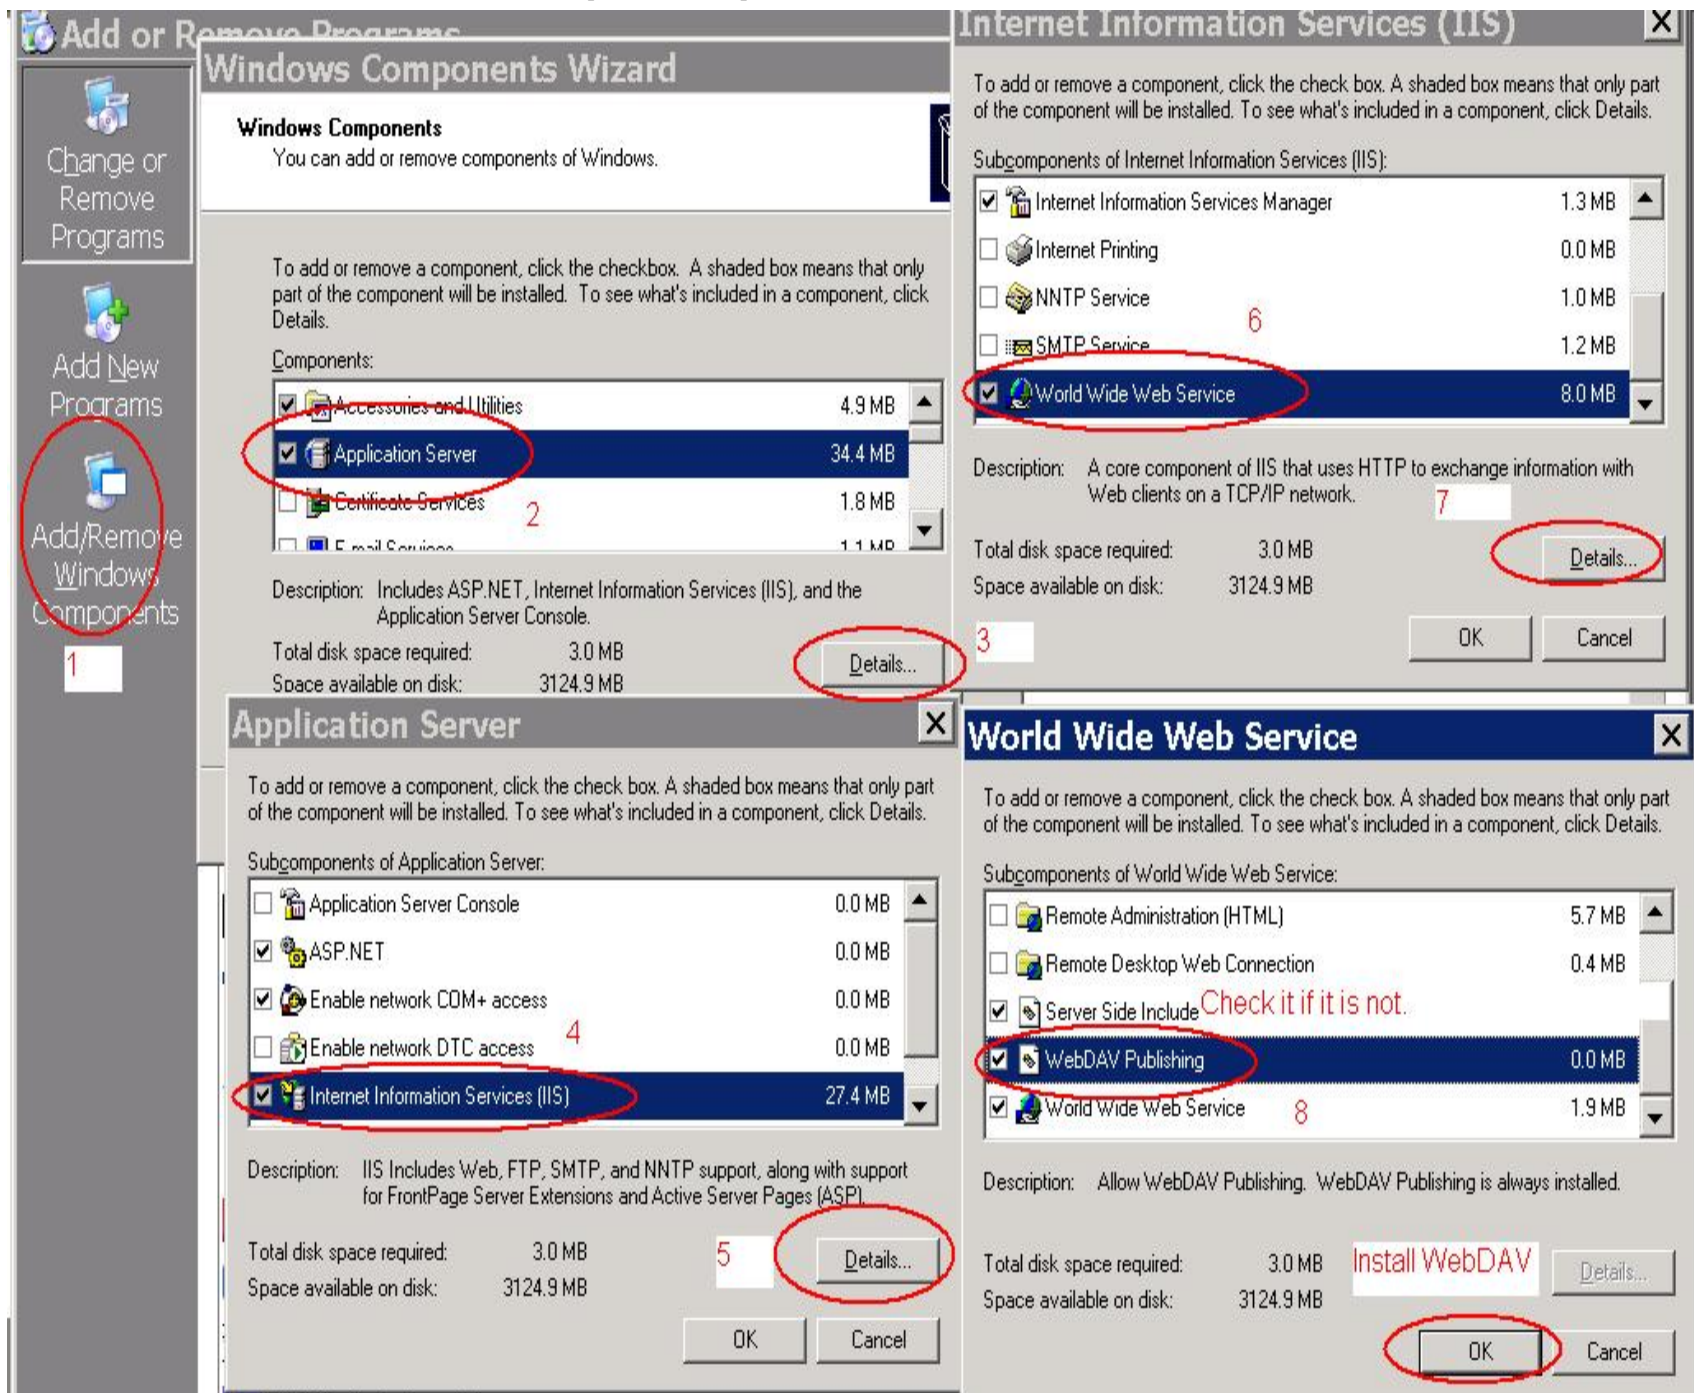 Add or Remove Programs
Change or
Remove
Programs
Add New
Programs
Add/Remove
Windows
Components
1
Windows Components Wizard
Windows Components
You can add or remove components of Windows.
To add or remove a component, click the checkbox. A shaded box means that only
part of the component will be installed. To see what's included in a component, click
Details.
Components:
Accessories and Utilities 4.9 MB
Application Server 34.4 MB
Certificate Services 1.8 MB
2
E-mail Services 1.1 MB
Description: Includes ASP.NET, Internet Information Services (IIS), and the
Application Server Console.
Total disk space required: 3.0 MB
Space available on disk: 3124.9 MB
Details...
3
Application Server
To add or remove a component, click the check box. A shaded box means that only part
of the component will be installed. To see what's included in a component, click Details.
Subcomponents of Application Server:
Application Server Console 0.0 MB
ASP.NET 0.0 MB
Enable network COM+ access 0.0 MB
4
Enable network DTC access 0.0 MB
Internet Information Services (IIS) 27.4 MB
Description: IIS Includes Web, FTP, SMTP, and NNTP support, along with support
for FrontPage Server Extensions and Active Server Pages (ASP).
Total disk space required: 3.0 MB
Space available on disk: 3124.9 MB
5
Details...
OK Cancel
Internet Information Services (IIS)
To add or remove a component, click the check box. A shaded box means that only part
of the component will be installed. To see what's included in a component, click Details.
Subcomponents of Internet Information Services (IIS):
Internet Information Services Manager 1.3 MB
Internet Printing 0.0 MB
NNTP Service 1.0 MB
6
SMTP Service 1.2 MB
World Wide Web Service 8.0 MB
Description: A core component of IIS that uses HTTP to exchange information with
Web clients on a TCP/IP network.
7
Total disk space required: 3.0 MB
Space available on disk: 3124.9 MB
Details...
OK Cancel
World Wide Web Service
To add or remove a component, click the check box. A shaded box means that only part
of the component will be installed. To see what's included in a component, click Details.
Subcomponents of World Wide Web Service:
Remote Administration (HTML) 5.7 MB
Remote Desktop Web Connection 0.4 MB
Server Side Include Check it if it is not.
WebDAV Publishing 0.0 MB
World Wide Web Service 1.9 MB
8
Description: Allow WebDAV Publishing. WebDAV Publishing is always installed.
Total disk space required: 3.0 MB
Space available on disk: 3124.9 MB
Install WebDAV
Details...
OK Cancel